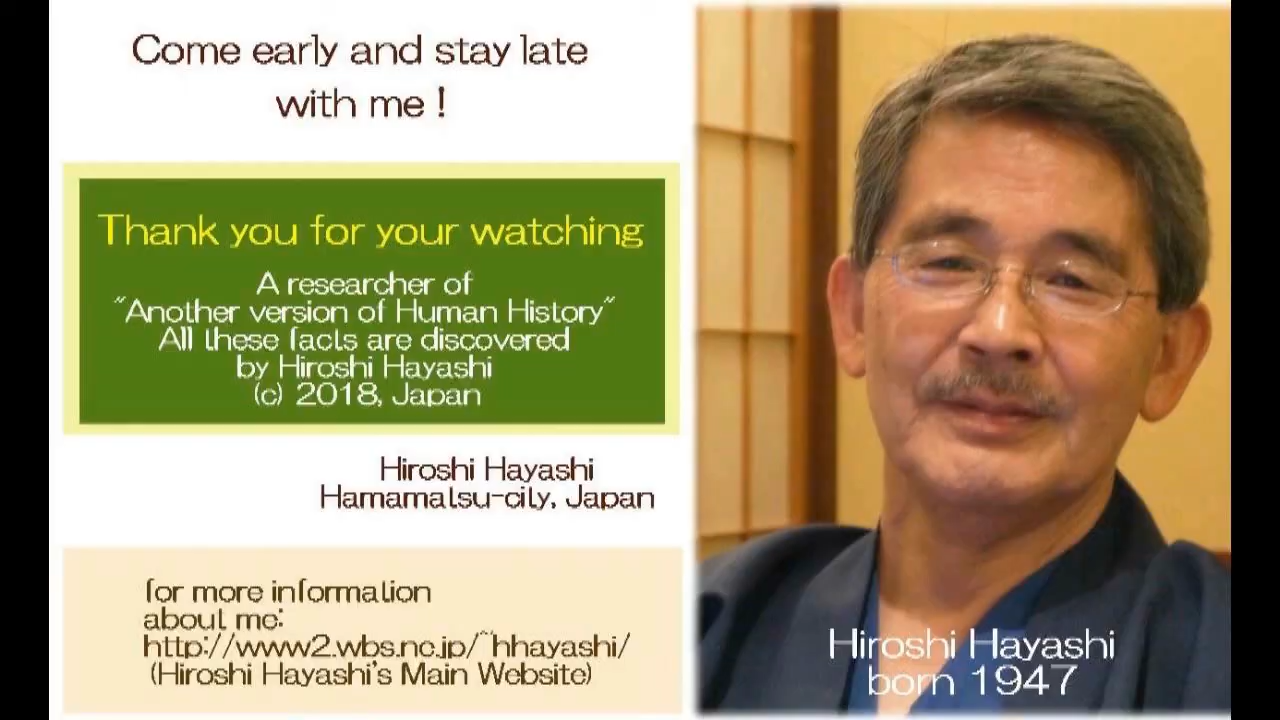 Come early and stay late
with me !
Thank you for your watching
A researcher of
"Another version of Human History"
All these facts are discovered
by Hiroshi Hayashi
(c) 2018, Japan
Hiroshi Hayashi
Hamamatsu-city, Japan
for more information
about me:
http://www2.wbs.ne.jp/~hhayashi/
(Hiroshi Hayashi's Main Website)
Hiroshi Hayashi
born 1947